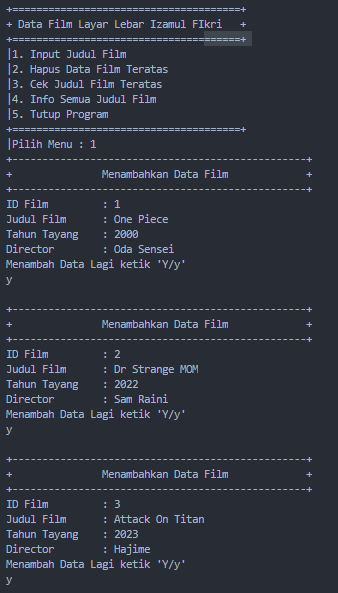 +======================================+
+ Data Film Layar Lebar Izamul FIkri   +
+======================================+
|1. Input Judul Film
|2. Hapus Data Film Teratas
|3. Cek Judul Film Teratas
|4. Info Semua Judul Film
|5. Tutup Program
+======================================+
|Pilih Menu : 1
+-------------------------------------------------+
+               Menambahkan Data Film             +
+-------------------------------------------------+
ID Film         : 1
Judul Film      : One Piece
Tahun Tayang    : 2000
Director        : Oda Sensei
Menambah Data Lagi ketik 'Y/y'
y

+-------------------------------------------------+
+               Menambahkan Data Film             +
+-------------------------------------------------+
ID Film         : 2
Judul Film      : Dr Strange MOM
Tahun Tayang    : 2022
Director        : Sam Raini
Menambah Data Lagi ketik 'Y/y'
y

+-------------------------------------------------+
+               Menambahkan Data Film             +
+-------------------------------------------------+
ID Film         : 3
Judul Film      : Attack On Titan
Tahun Tayang    : 2023
Director        : Hajime
Menambah Data Lagi ketik 'Y/y'
y